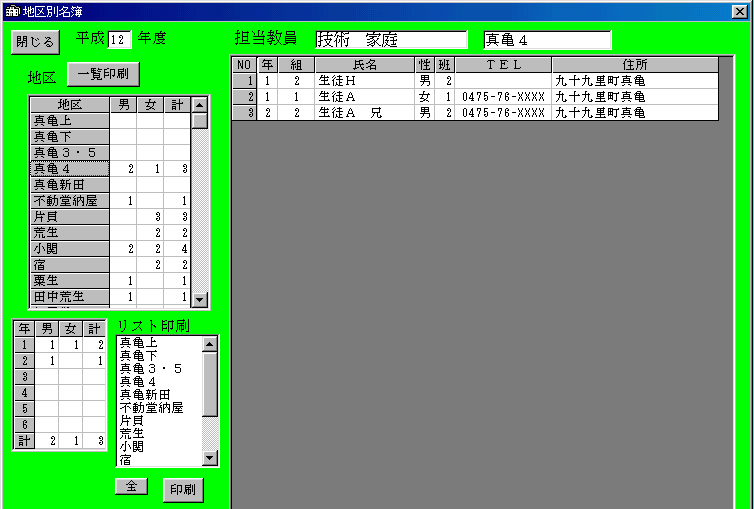 地区別名簿
閉じる 平成 12 年度 担当教員 技術　家庭 真亀４
地区 一覧印刷
地区 男 女 計
真亀上
真亀下
真亀３・５
真亀４ 2 1 3
真亀新田
不動堂納屋 1 1
片貝 3 3
荒生 2 2
小関 2 2 4
宿 2 2
粟生 1 1
田中荒生 1 1
NO 年 組 氏名 性 班 ＴＥＬ 住所
1 1 2 生徒Ｈ 男 2 九十九里町真亀
2 1 1 生徒Ａ 女 1 0475-76-XXXX 九十九里町真亀
3 2 2 生徒Ａ　兄 男 2 0475-76-XXXX 九十九里町真亀
年 男 女 計
1 1 1 2
2 1 1
3
4
5
6
計 2 1 3
リスト印刷
真亀上
真亀下
真亀３・５
真亀４
真亀新田
不動堂納屋
片貝
荒生
小関
宿
全 印刷